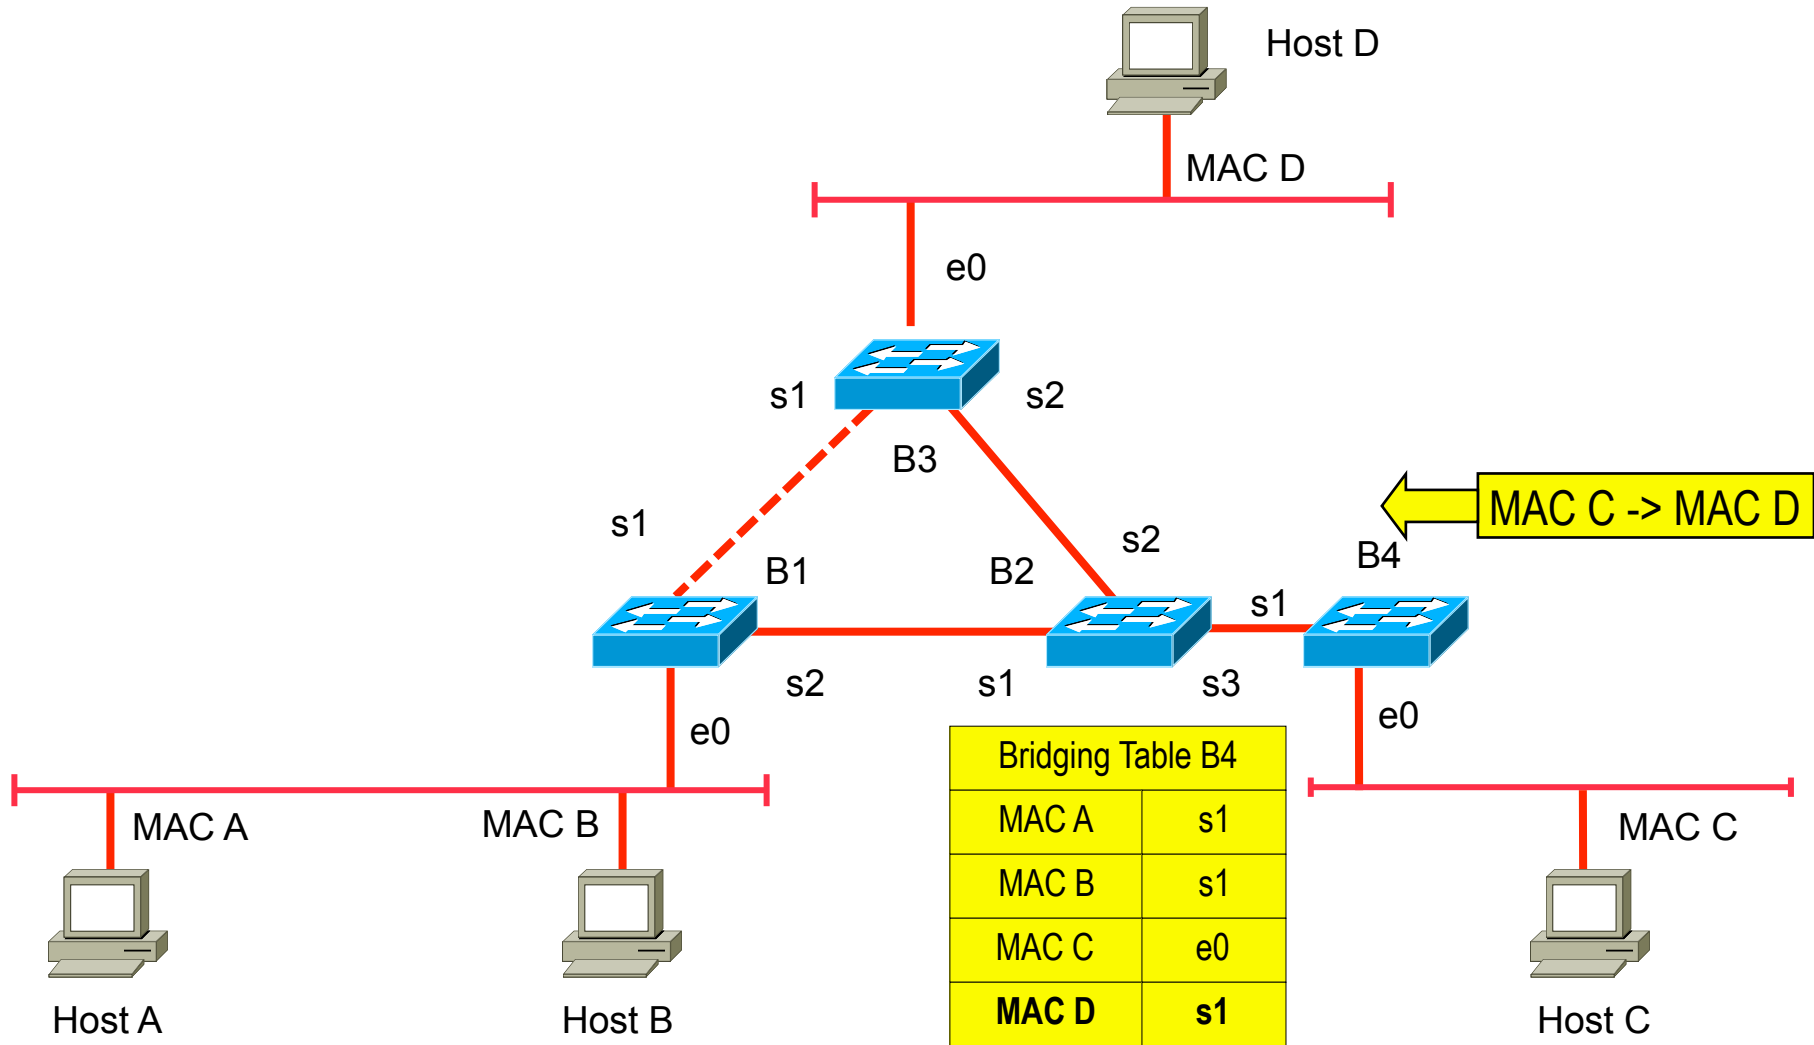 Host D
MAC D
e0
s1
s2
B3
MAC C -> MAC D
s1
s2
B4
B1
B2
s1
s2
s1
s3
e0
e0
Bridging Table B4
MAC A s1
MAC B s1
MAC C e0
MAC D s1
MAC A
MAC B
MAC C
Host A
Host B
Host C